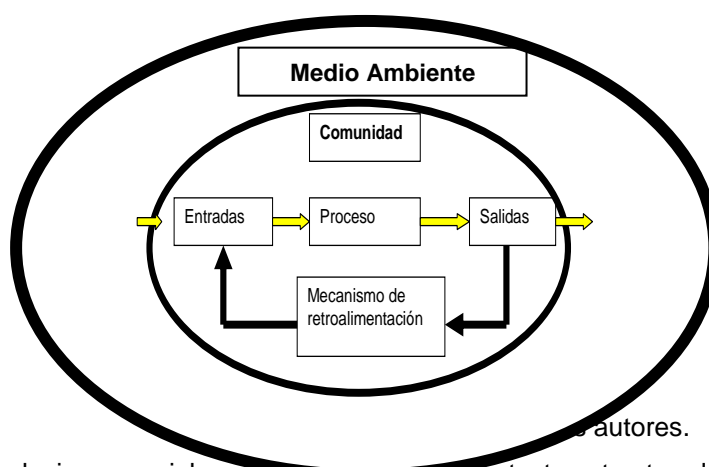 Medio Ambiente
Comunidad
Entradas
Proceso
Salidas
Mecanismo de
retroalimentación
autores.